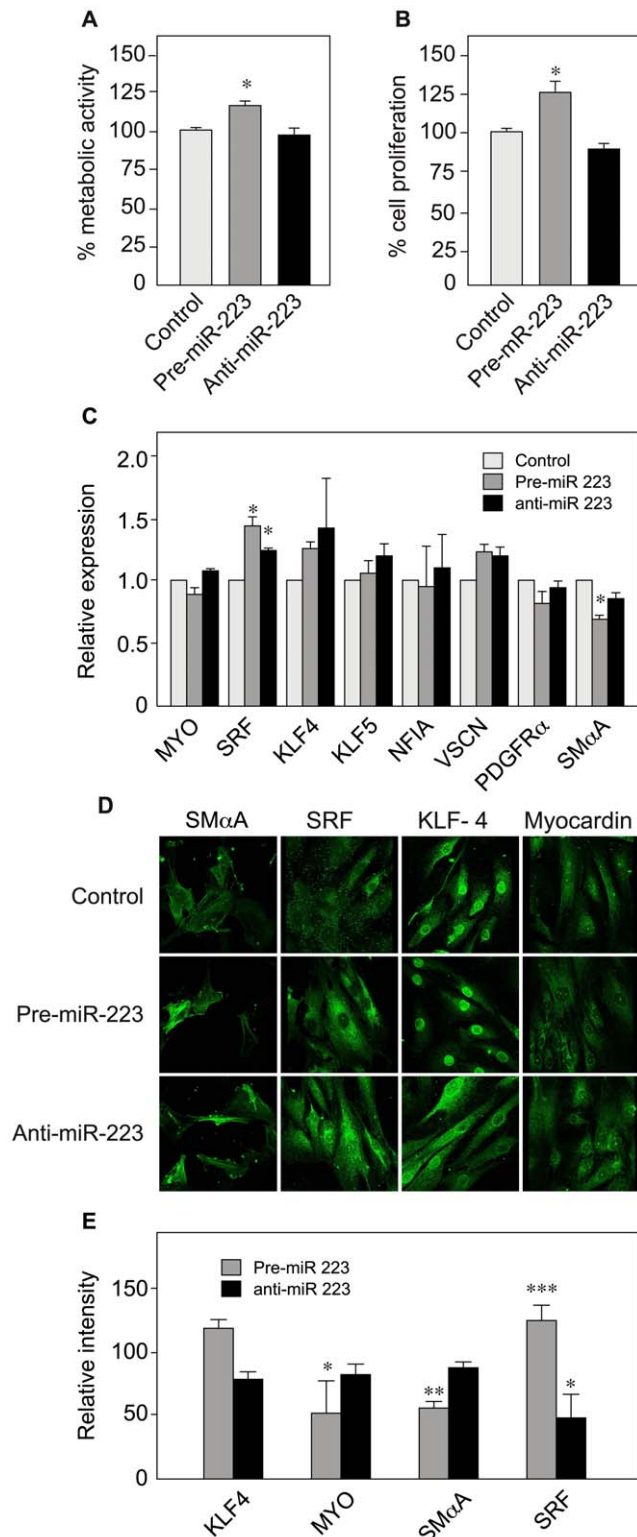 A
% metabolic activity
150
125
100
75
50
25
0
*
Control
Pre-miR-223
Anti-miR-223
B
% cell proliferation
150
125
100
75
50
25
0
*
Control
Pre-mR-223
Anti-miR-223
C
Relative expression
2.0
1.5
1.0
0.5
0
Control
Pre-miR 223
anti-miR 223
*
*
*
MYO
SRF
KLF4
KLF5
NFIA
VSCN
PDGFRα
SMαA
D
SMαA SRF KLF- 4 Myocardin
Control
Pre-miR-223
Anti-miR-223
E
Relative intensity
150
100
50
0
Pre-miR 223
anti-miR 223
*
**
***
*
KLF4
MYO
SMαA
SRF